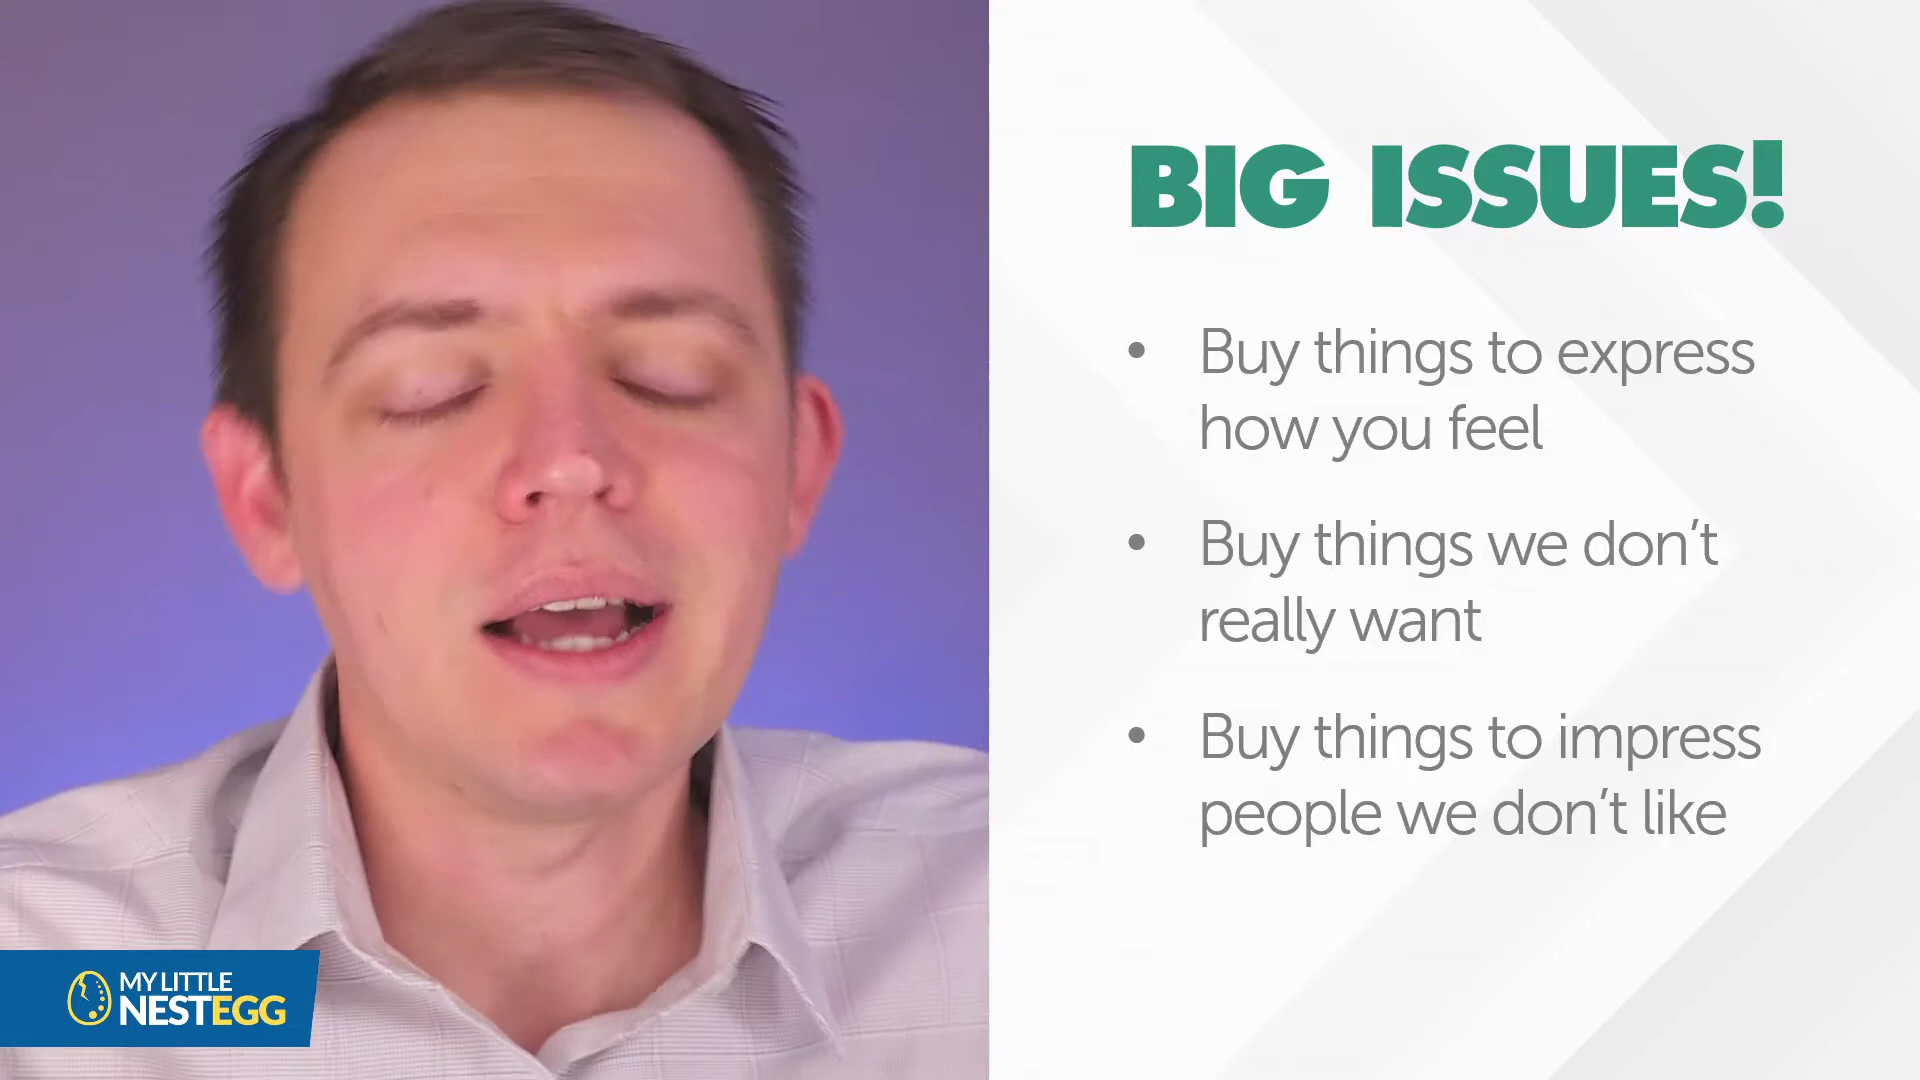 BIG ISSUES!
• Buy things to express
how you feel
• Buy things we don’t
really want
• Buy things to impress
people we don’t like
MY LITTLE
NESTEGG